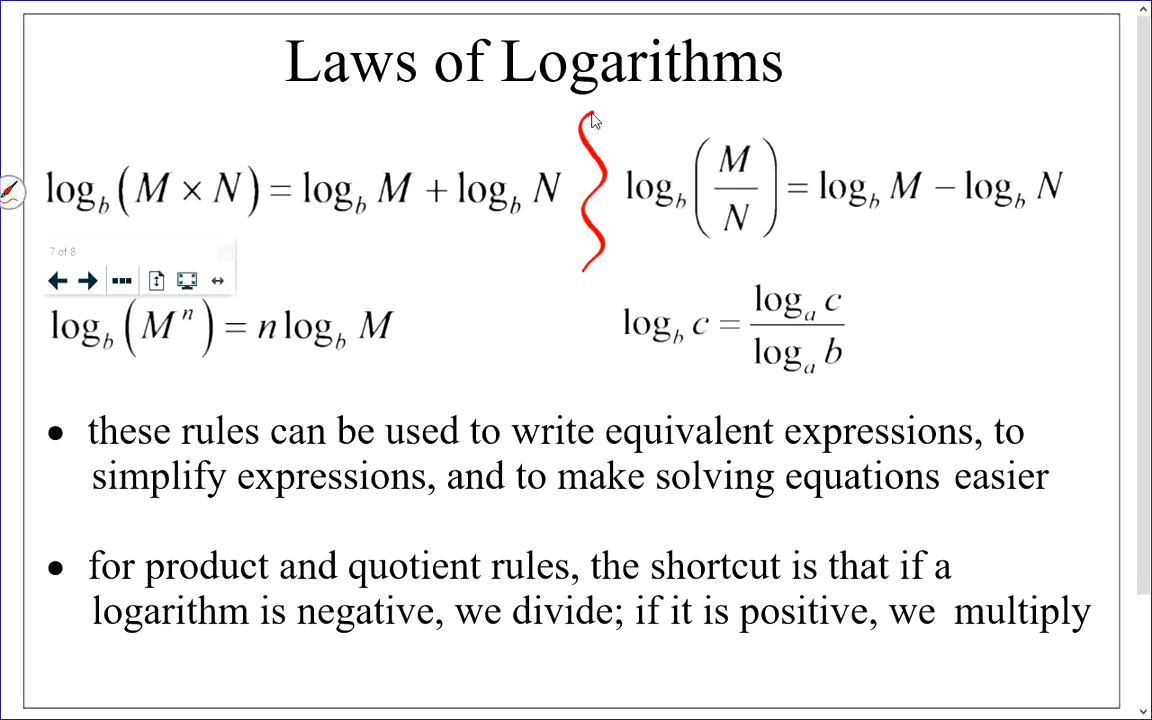 Laws of Logarithms
log_b (M × N) = log_b M + log_b N
log_b (M/N) = log_b M − log_b N
7 of 8
log_b (M^n) = n log_b M
log_b c = log_a c / log_a b
• these rules can be used to write equivalent expressions, to
simplify expressions, and to make solving equations easier
• for product and quotient rules, the shortcut is that if a
logarithm is negative, we divide; if it is positive, we multiply